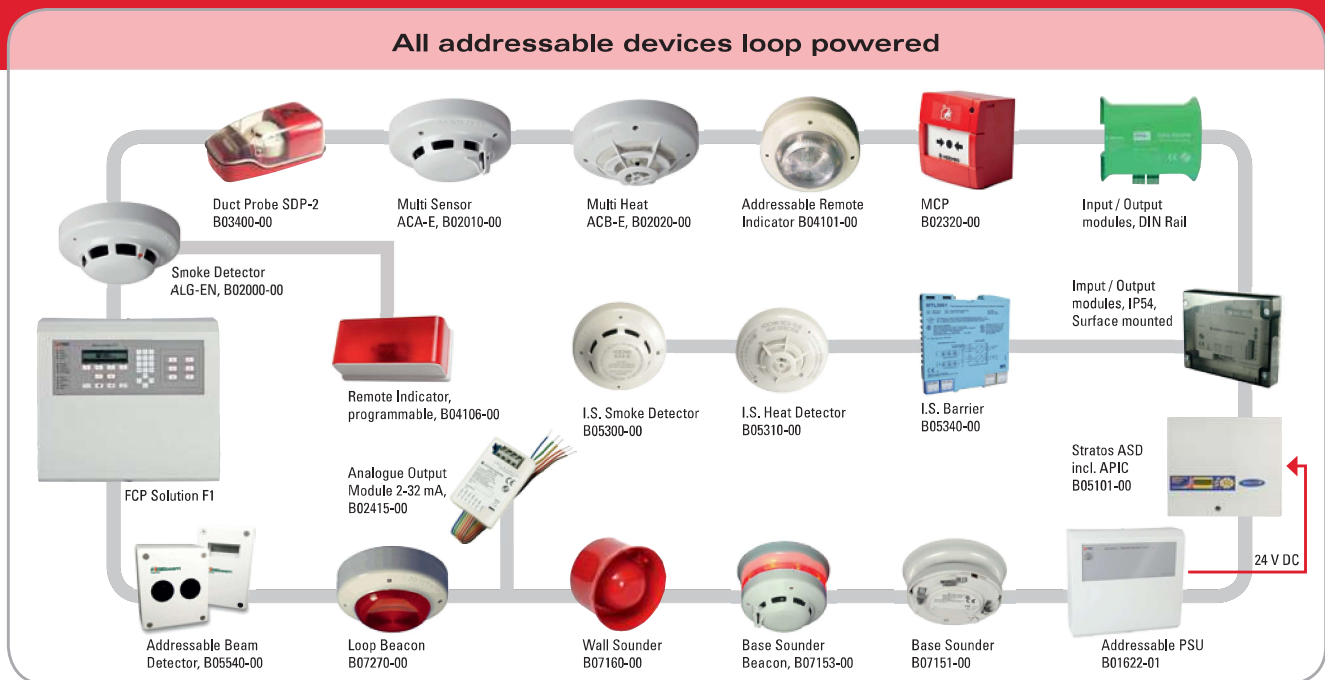 All addressable devices loop powered
Duct Probe SDP-2
B03400-00
Multi Sensor
ACA-E, B02010-00
Multi Heat
ACB-E, B02020-00
Addressable Remote
Indicator B04101-00
MCP
B02320-00
Input / Output
modules, DIN Rail
Smoke Detector
ALG-EN, B02000-00
Imput / Output
modules, IP54,
Surface mounted
Remote Indicator,
programmable, B04106-00
I.S. Smoke Detector
B05300-00
I.S. Heat Detector
B05310-00
I.S. Barrier
B05340-00
FCP Solution F1
Analogue Output
Module 2-32 mA,
B02415-00
Stratos ASD
incl. APIC
B05101-00
24 V DC
Addressable Beam
Detector, B05540-00
Loop Beacon
B07270-00
Wall Sounder
B07160-00
Base Sounder
Beacon, B07153-00
Base Sounder
B07151-00
Addressable PSU
B01622-01